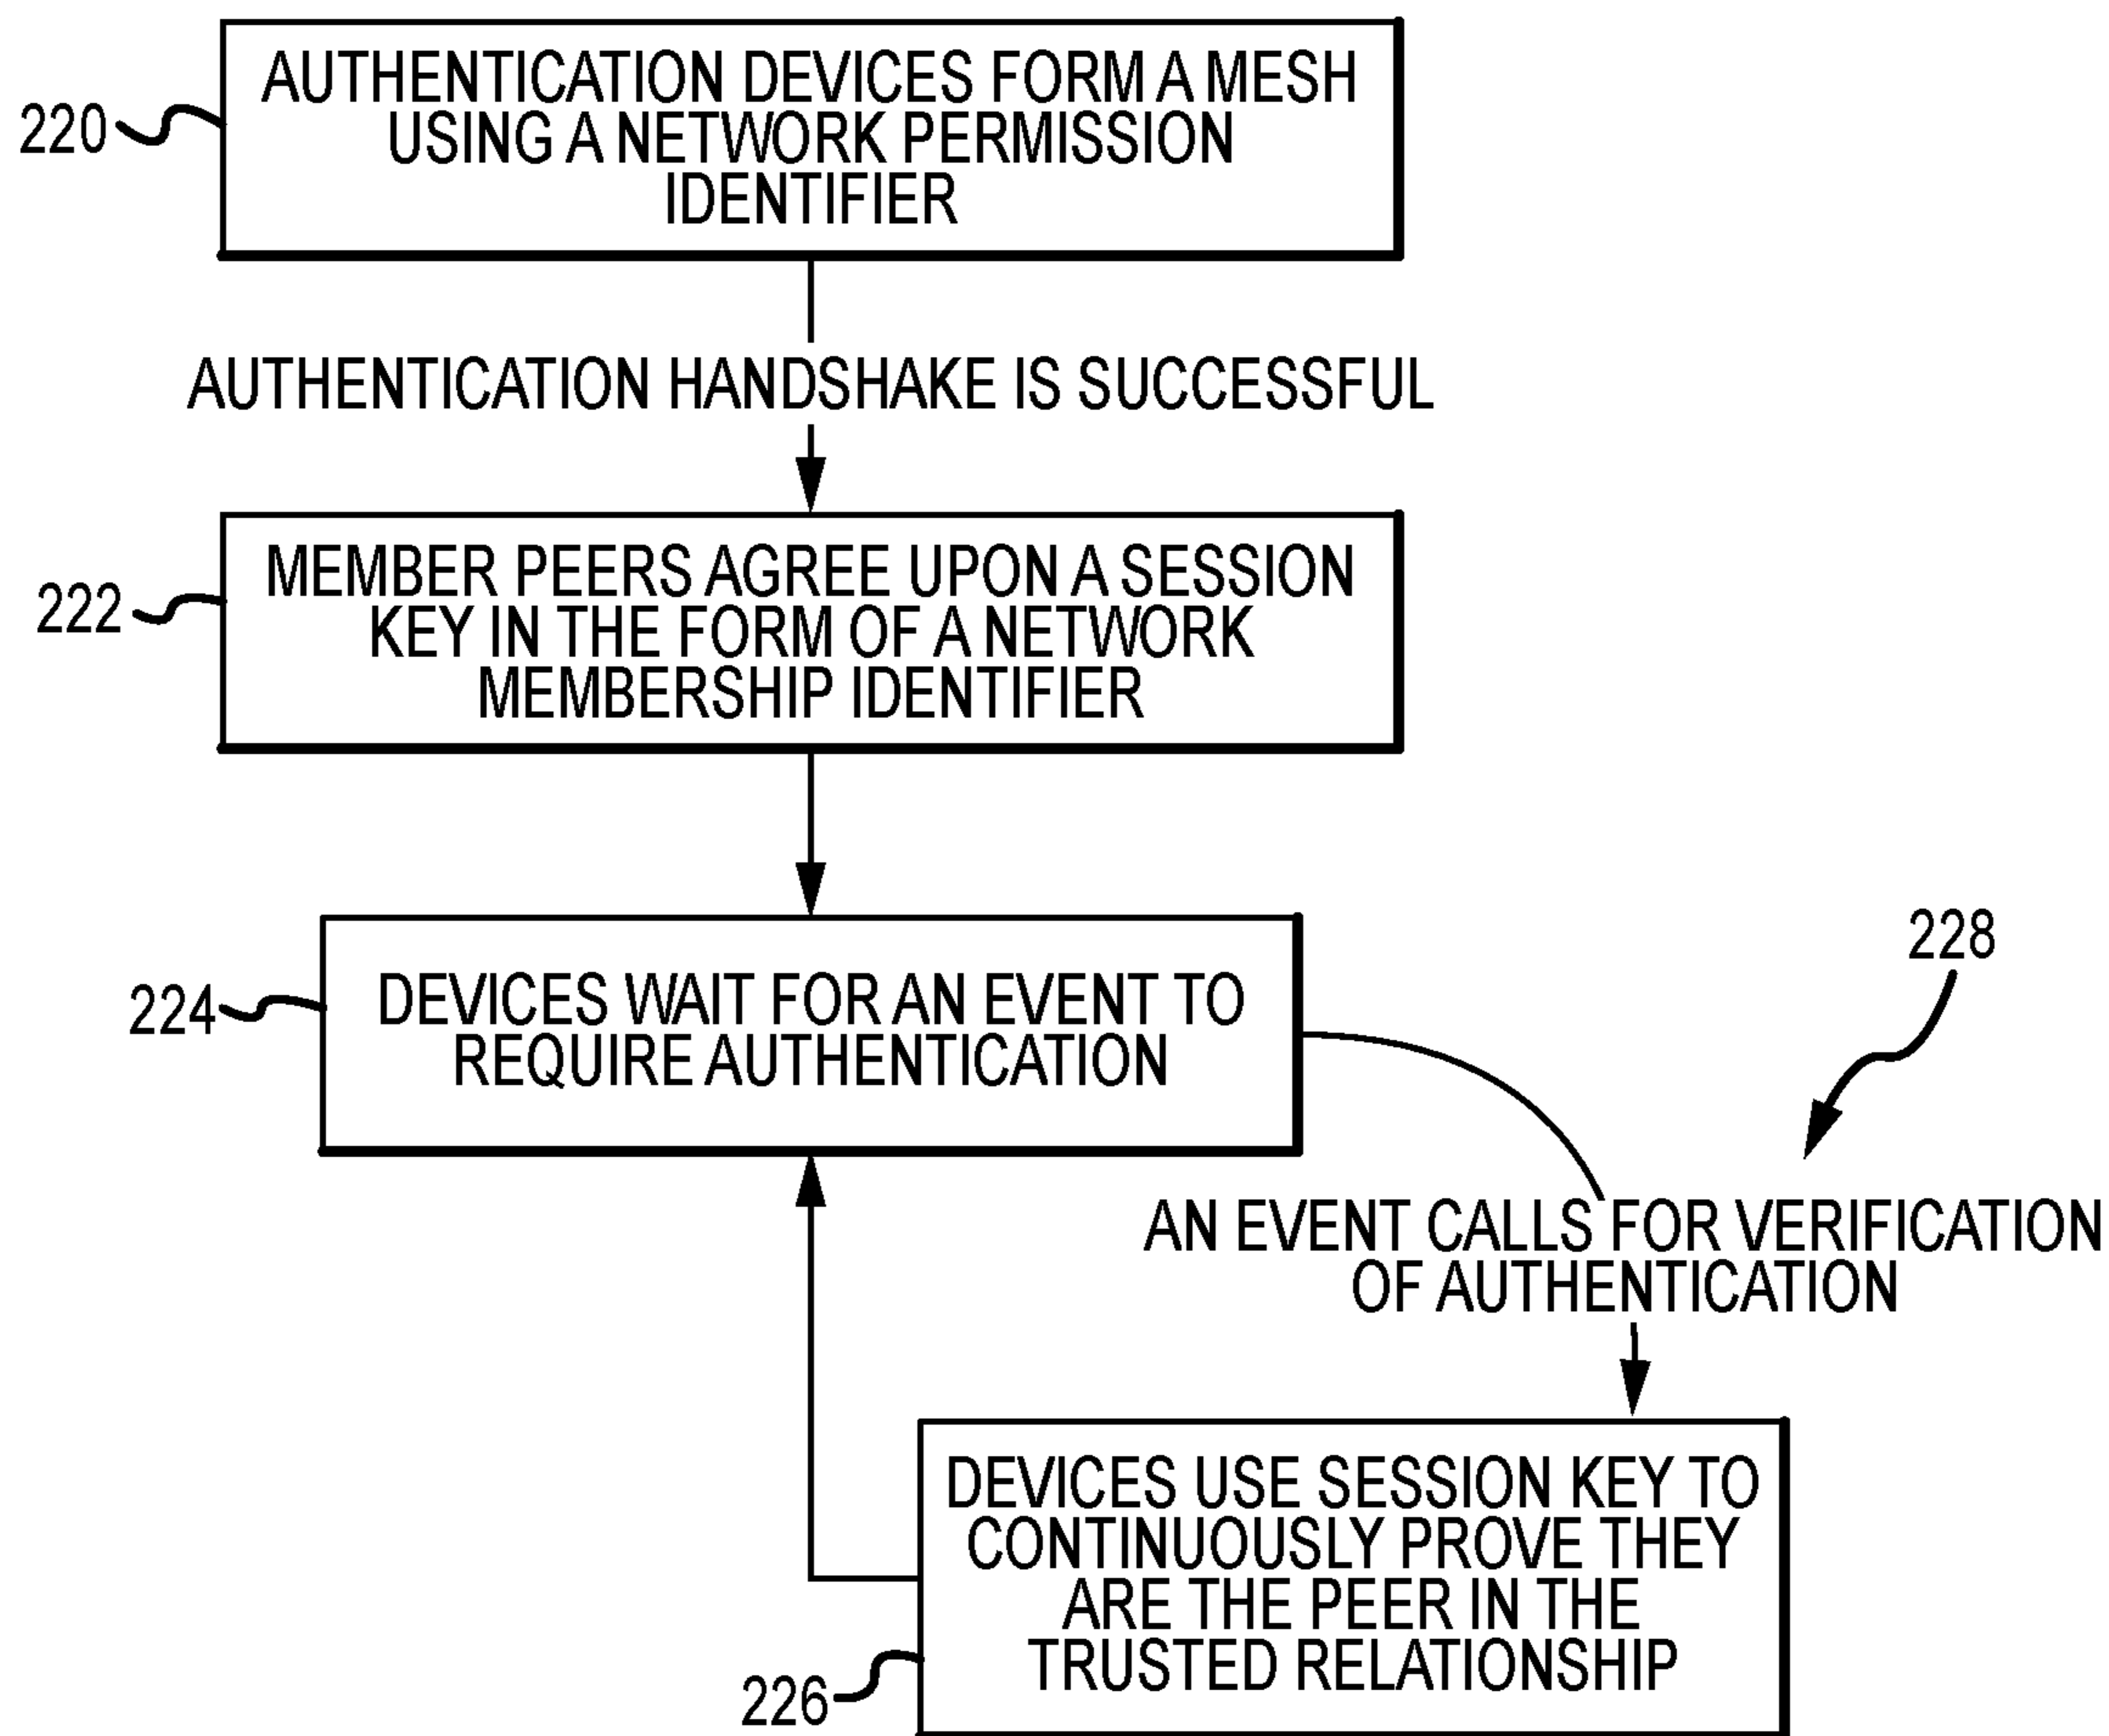 220
AUTHENTICATION DEVICES FORM A MESH
USING A NETWORK PERMISSION
IDENTIFIER
AUTHENTICATION HANDSHAKE IS SUCCESSFUL
222
MEMBER PEERS AGREE UPON A SESSION
KEY IN THE FORM OF A NETWORK
MEMBERSHIP IDENTIFIER
224
DEVICES WAIT FOR AN EVENT TO
REQUIRE AUTHENTICATION
228
AN EVENT CALLS FOR VERIFICATION
OF AUTHENTICATION
DEVICES USE SESSION KEY TO
CONTINUOUSLY PROVE THEY
ARE THE PEER IN THE
TRUSTED RELATIONSHIP
226